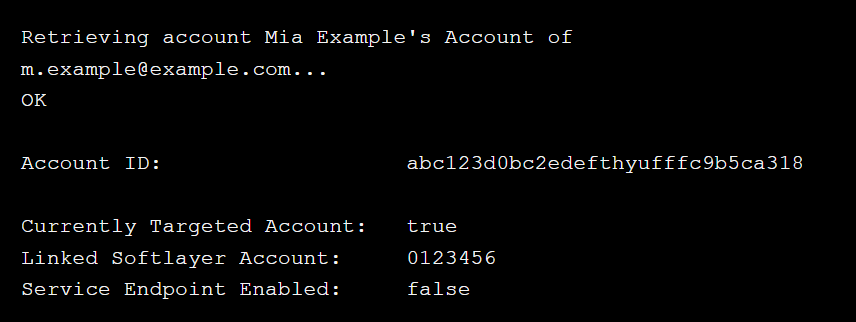 Retrieving account Mia Example's Account of
m.example@example.com...
OK
Account ID: abc123d0bc2edefthyufffc9b5ca318
Currently Targeted Account: true
Linked Softlayer Account: 0123456
Service Endpoint Enabled: false